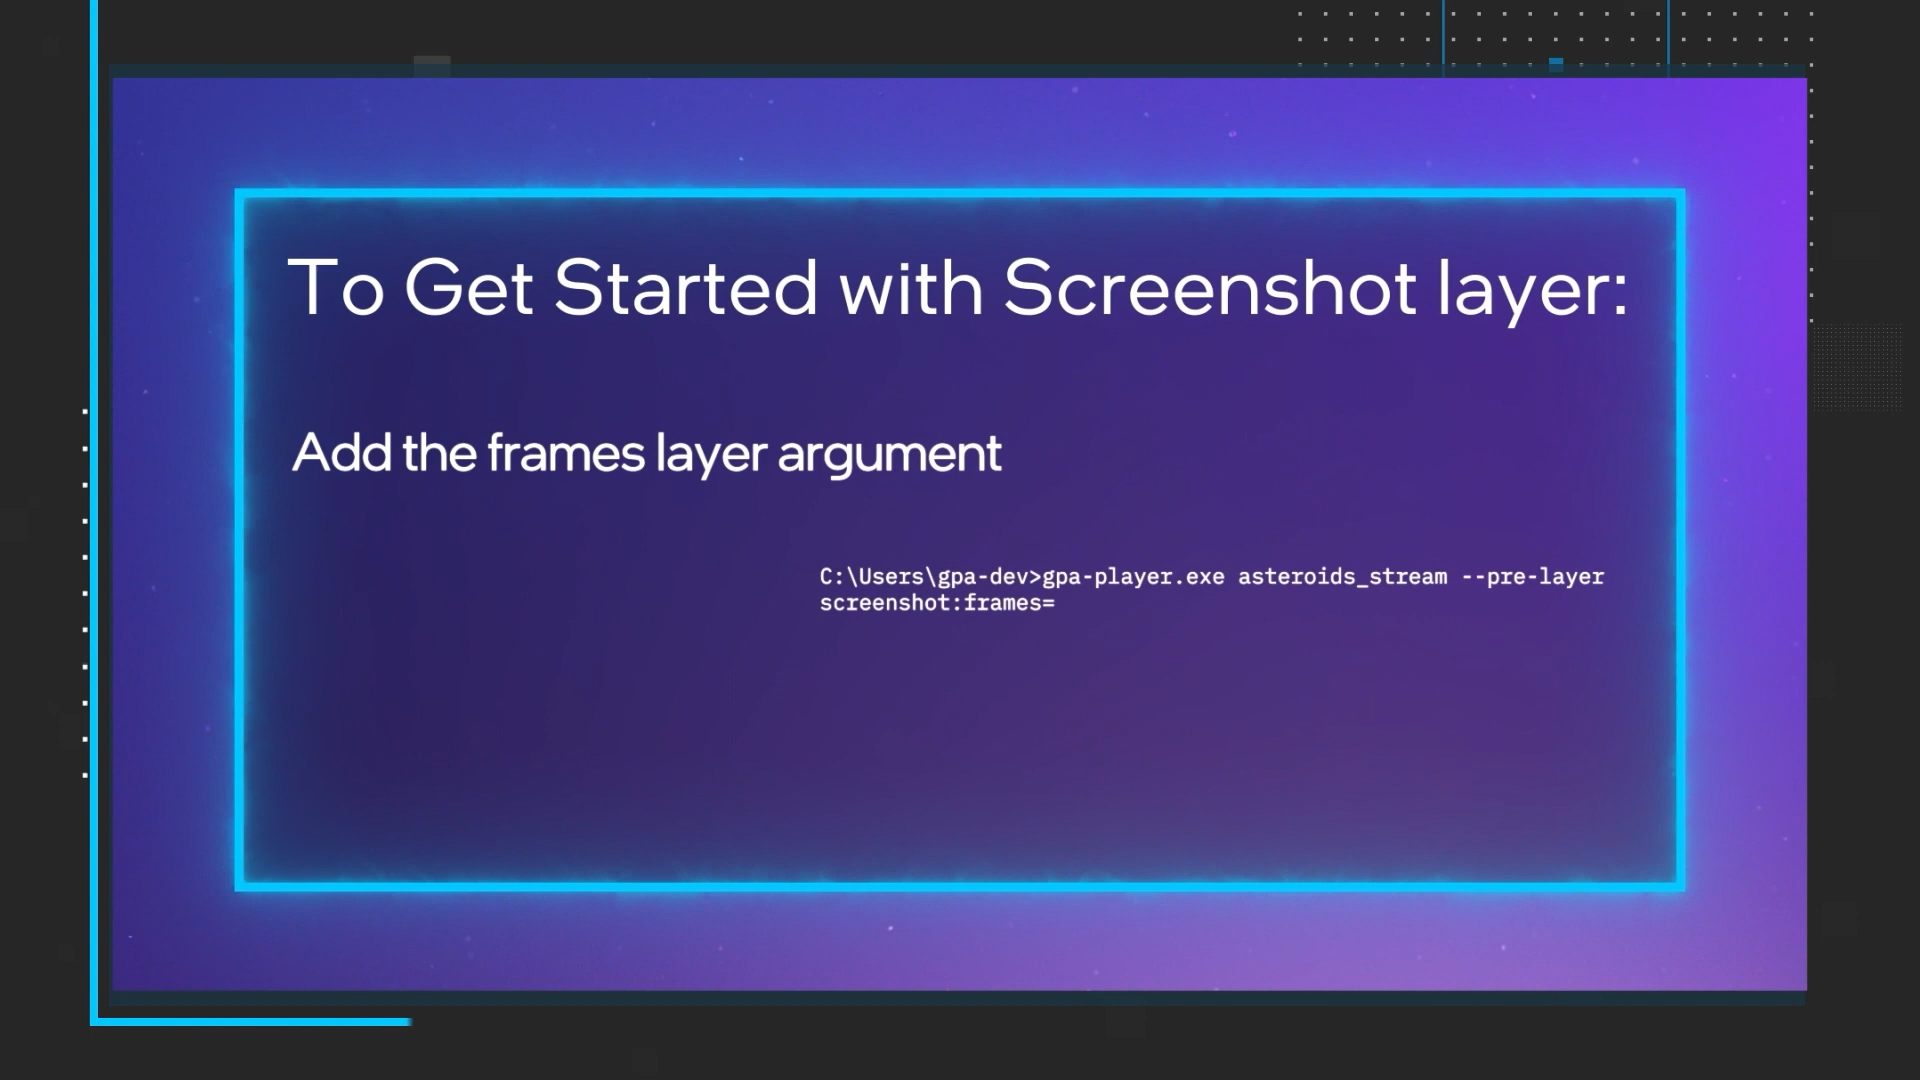 To Get Started with Screenshot layer:
Add the frames layer argument
C:\Users\gpa-dev>gpa-player.exe asteroids_stream --pre-layer
screenshot:frames=